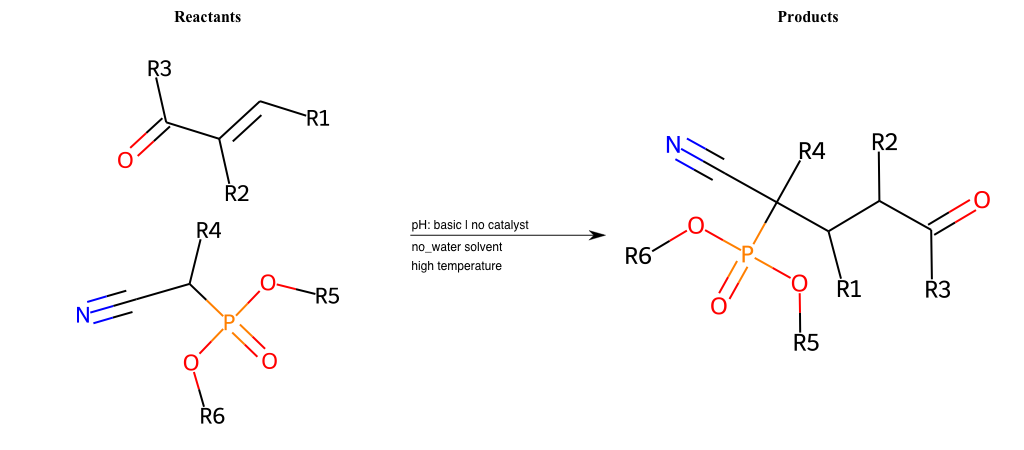 Reactants
Products
R3
O
R1
R2
R4
N
O
R5
P
O
O
R6
pH: basic | no catalyst
no_water solvent
high temperature
N
R4
R2
O
O
R6
P
O
O
R1
R3
R5